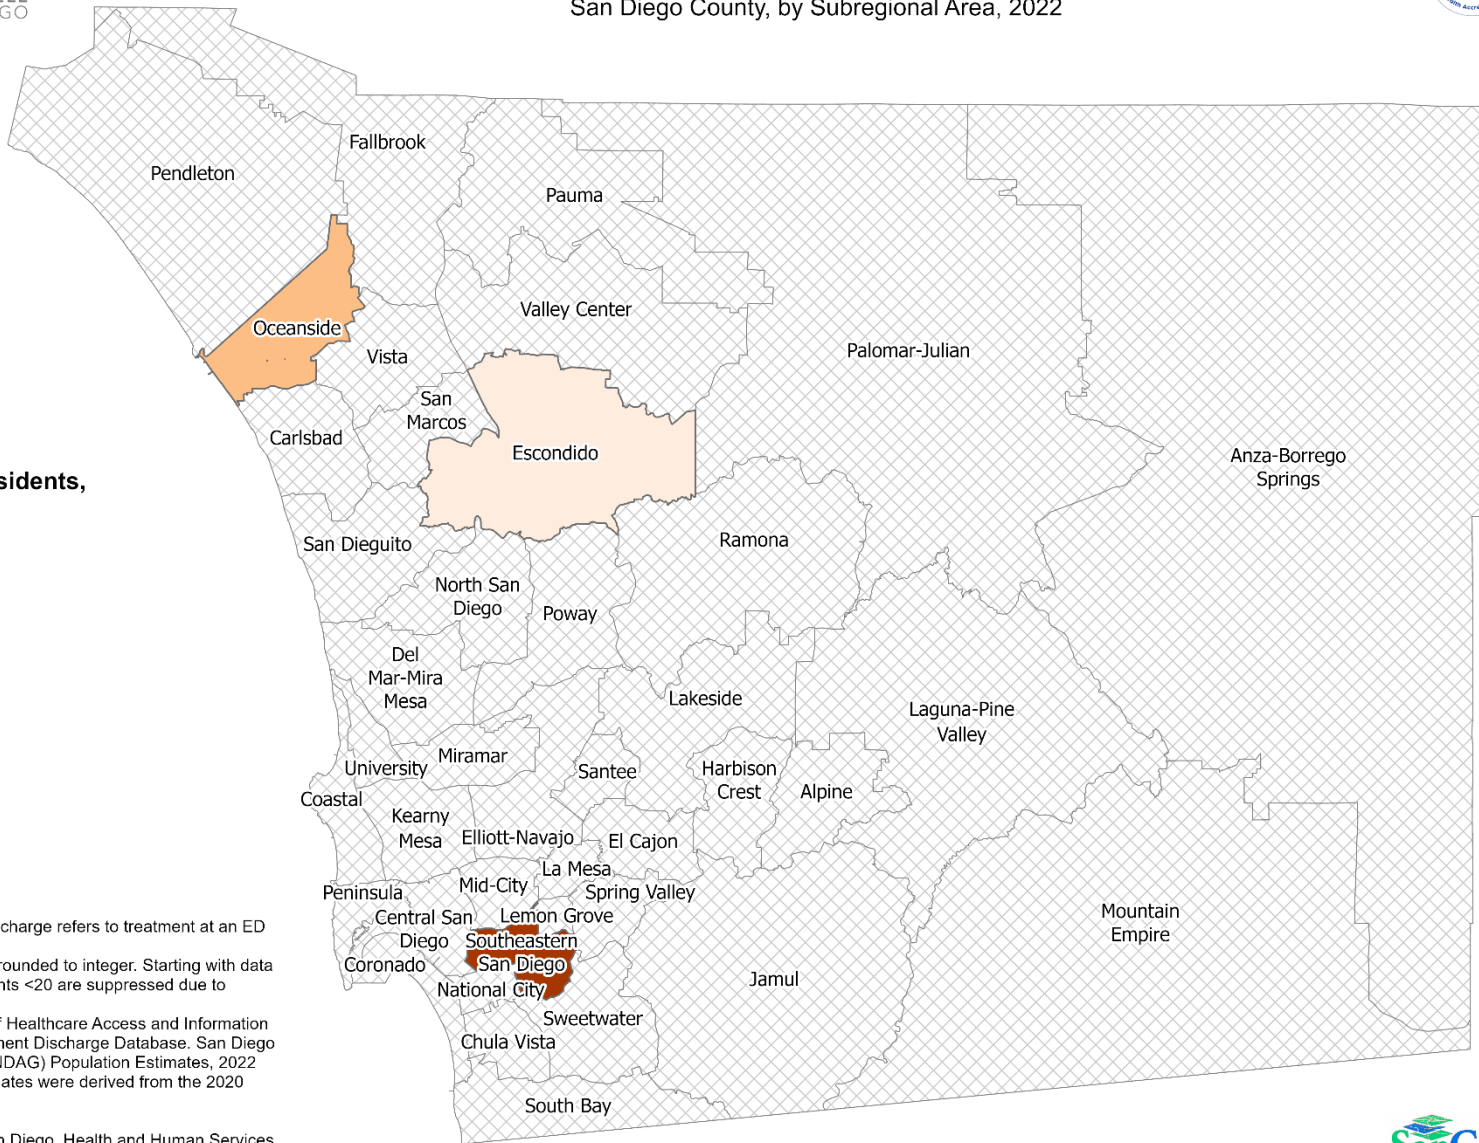 GO
San Diego County, by Subregional Area, 2022
Fallbrook
Pendleton
Pauma
Valley Center
Oceanside
Vista
Palomar-Julian
San
Marcos
Carlsbad
Escondido
Anza-Borrego
Springs
sidents,
San Dieguito
Ramona
North San
Diego
Poway
Del
Mar-Mira
Mesa
Lakeside
Laguna-Pine
Valley
Miramar
University
Santee
Harbison
Crest
Alpine
Coastal
Kearny
Mesa
Elliott-Navajo
El Cajon
La Mesa
Mid-City
Peninsula
Spring Valley
Central San
Diego
Lemon Grove
Mountain
Empire
Southeastern
San Diego
Coronado
Jamul
National City
Sweetwater
Chula Vista
South Bay
charge refers to treatment at an ED
rounded to integer. Starting with data
nts <20 are suppressed due to
f Healthcare Access and Information
nent Discharge Database. San Diego
NDAG) Population Estimates, 2022
ates were derived from the 2020
n Diego, Health and Human Services